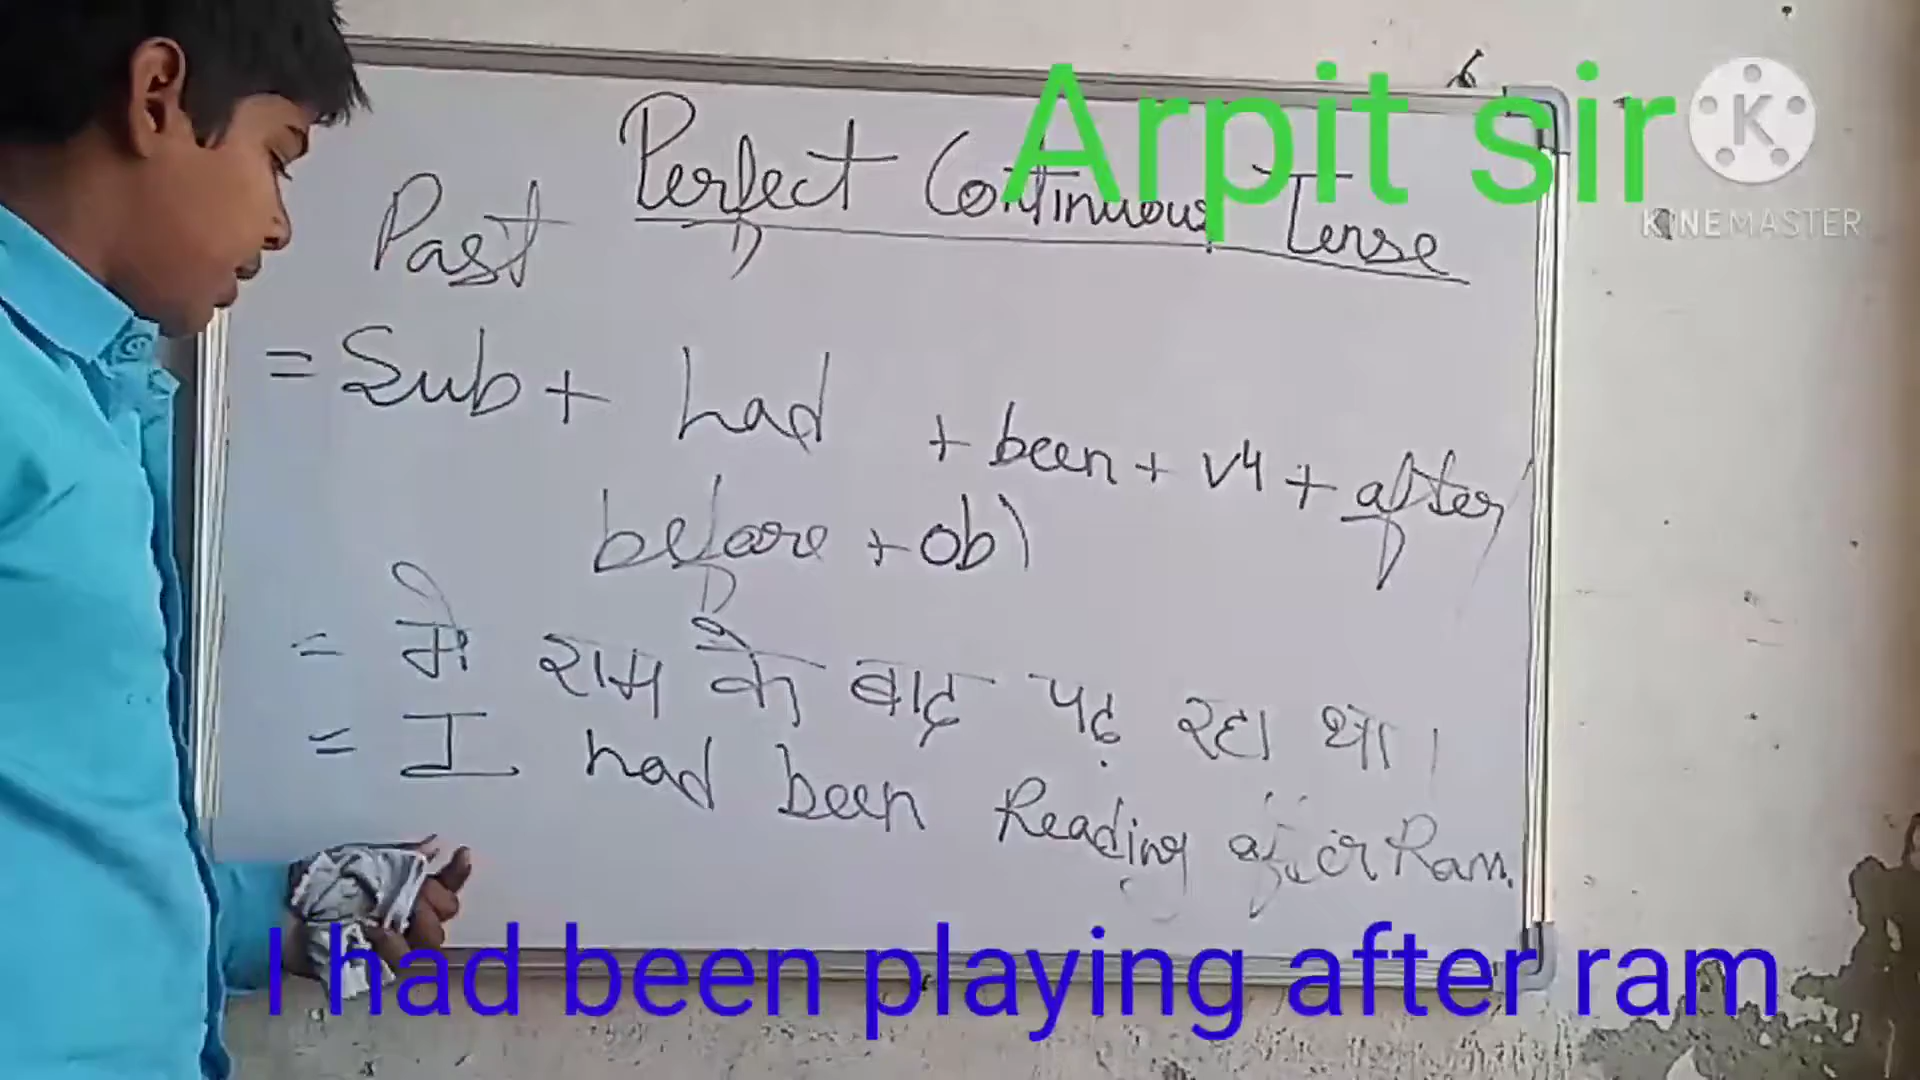 Arpit sir
K
KINEMASTER
Past Perfect Continuous Tense
= Sub + had + been + v4 + after
before + obj
= मै राम के बाद पढ़ रहा था।
= I had been Reading after Ram.
I had been playing after ram